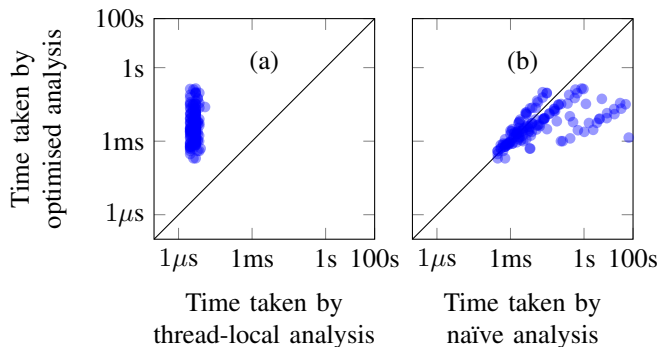 Time taken by
optimised analysis
100s
1s
1ms
1μs
(a)
(b)
1μs 1ms 1s 100s
1μs 1ms 1s 100s
Time taken by
thread-local analysis
Time taken by
naïve analysis